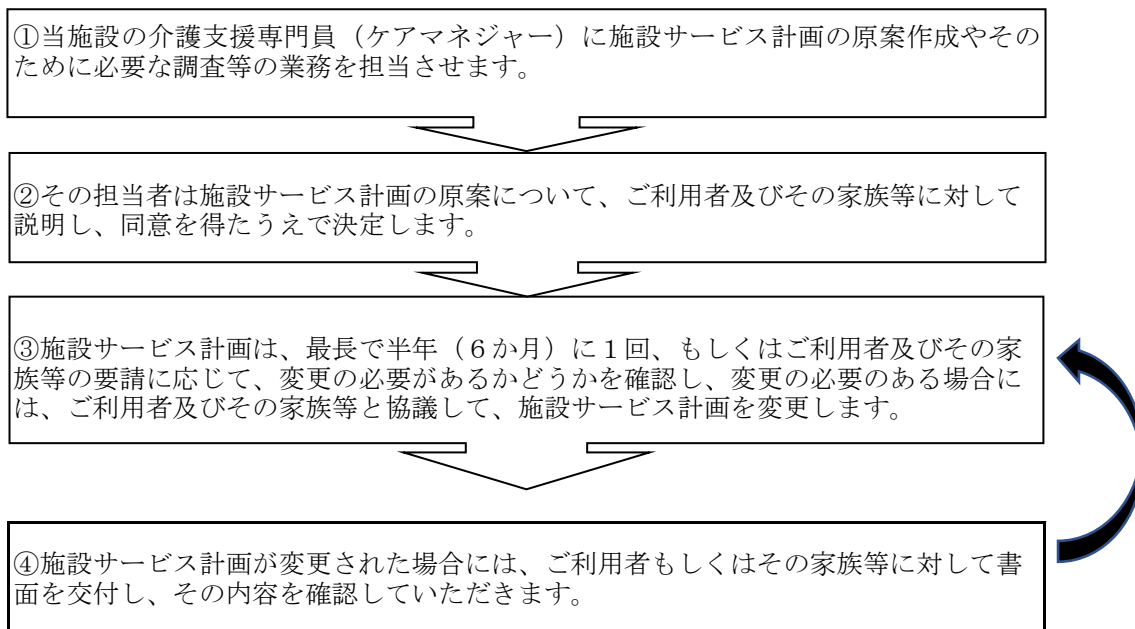 ①当施設の介護支援専門員（ケアマネジャー）に施設サービス計画の原案作成やその
ために必要な調査等の業務を担当させます。
②その担当者は施設サービス計画の原案について、ご利用者及びその家族等に対して
説明し、同意を得たうえで決定します。
③施設サービス計画は、最長で半年（６か月）に１回、もしくはご利用者及びその家
族等の要請に応じて、変更の必要があるかどうかを確認し、変更の必要のある場合に
は、ご利用者及びその家族等と協議して、施設サービス計画を変更します。
④施設サービス計画が変更された場合には、ご利用者もしくはその家族等に対して書
面を交付し、その内容を確認していただきます。